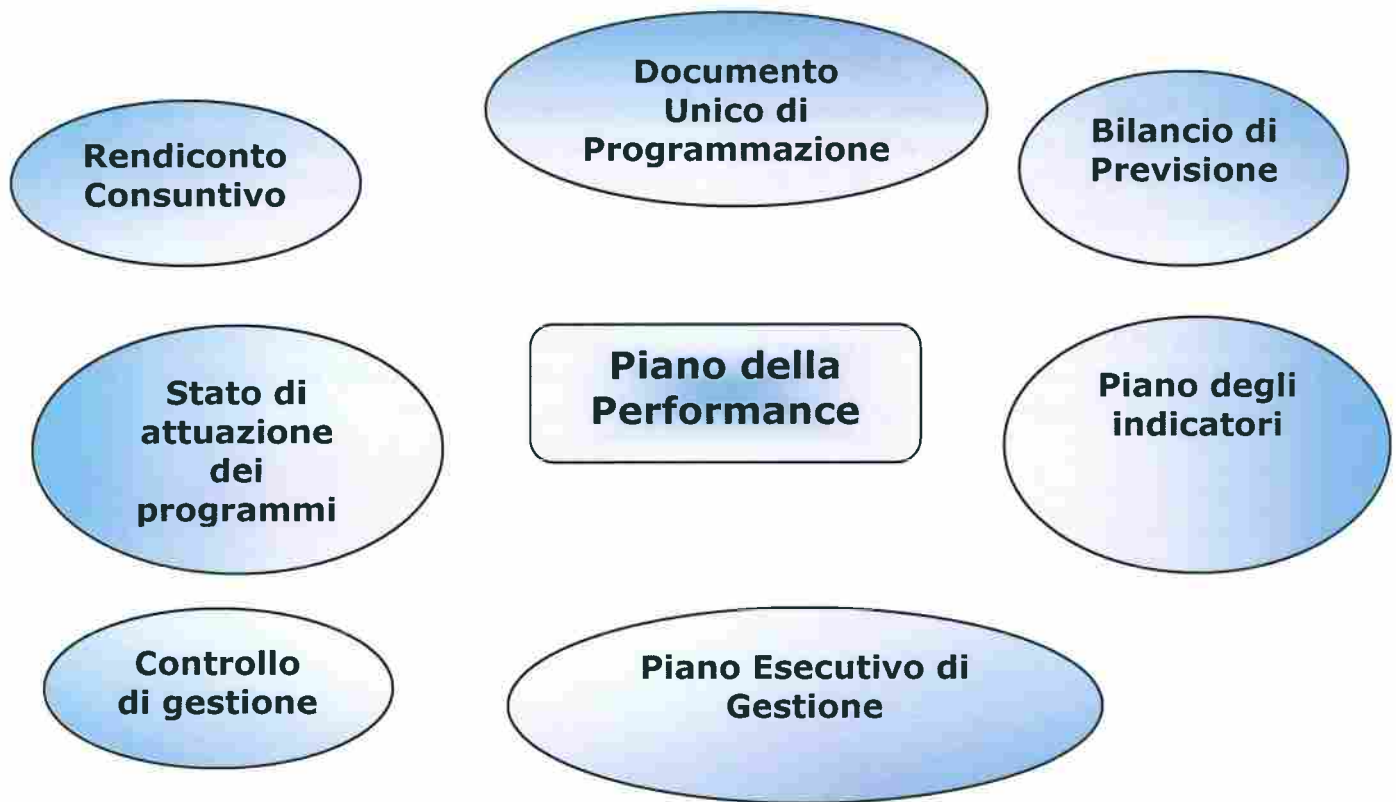 Documento
Unico di
Programmazione
Bilancio di
Previsione
Rendiconto
Consuntivo
Piano della
Performance
Stato di
attuazione
dei
programmi
Piano degli
indicatori
Controllo
di gestione
Piano Esecutivo di
Gestione